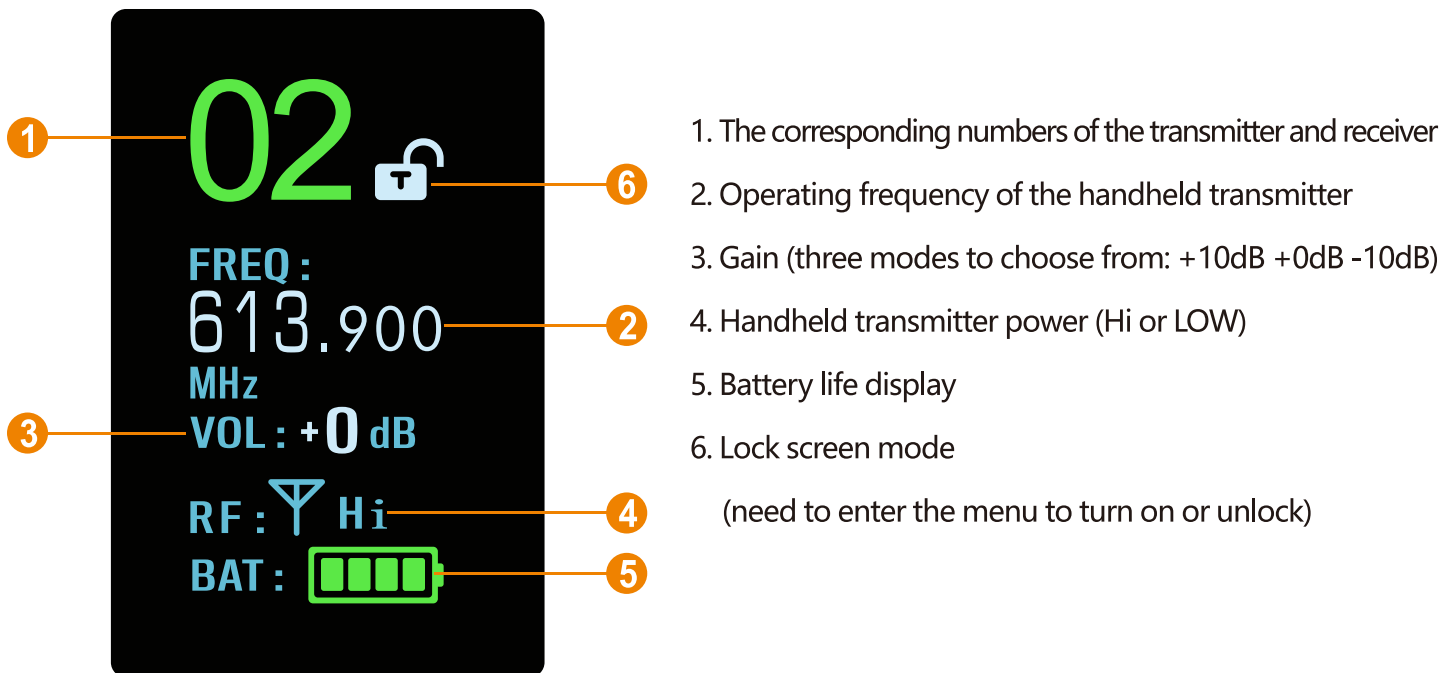 02
FREQ :
613.900
MHz
VOL : +0 dB
RF : Hi
BAT :
1
2
3
4
5
6
1. The corresponding numbers of the transmitter and receiver
2. Operating frequency of the handheld transmitter
3. Gain (three modes to choose from: +10dB +0dB -10dB)
4. Handheld transmitter power (Hi or LOW)
5. Battery life display
6. Lock screen mode
(need to enter the menu to turn on or unlock)